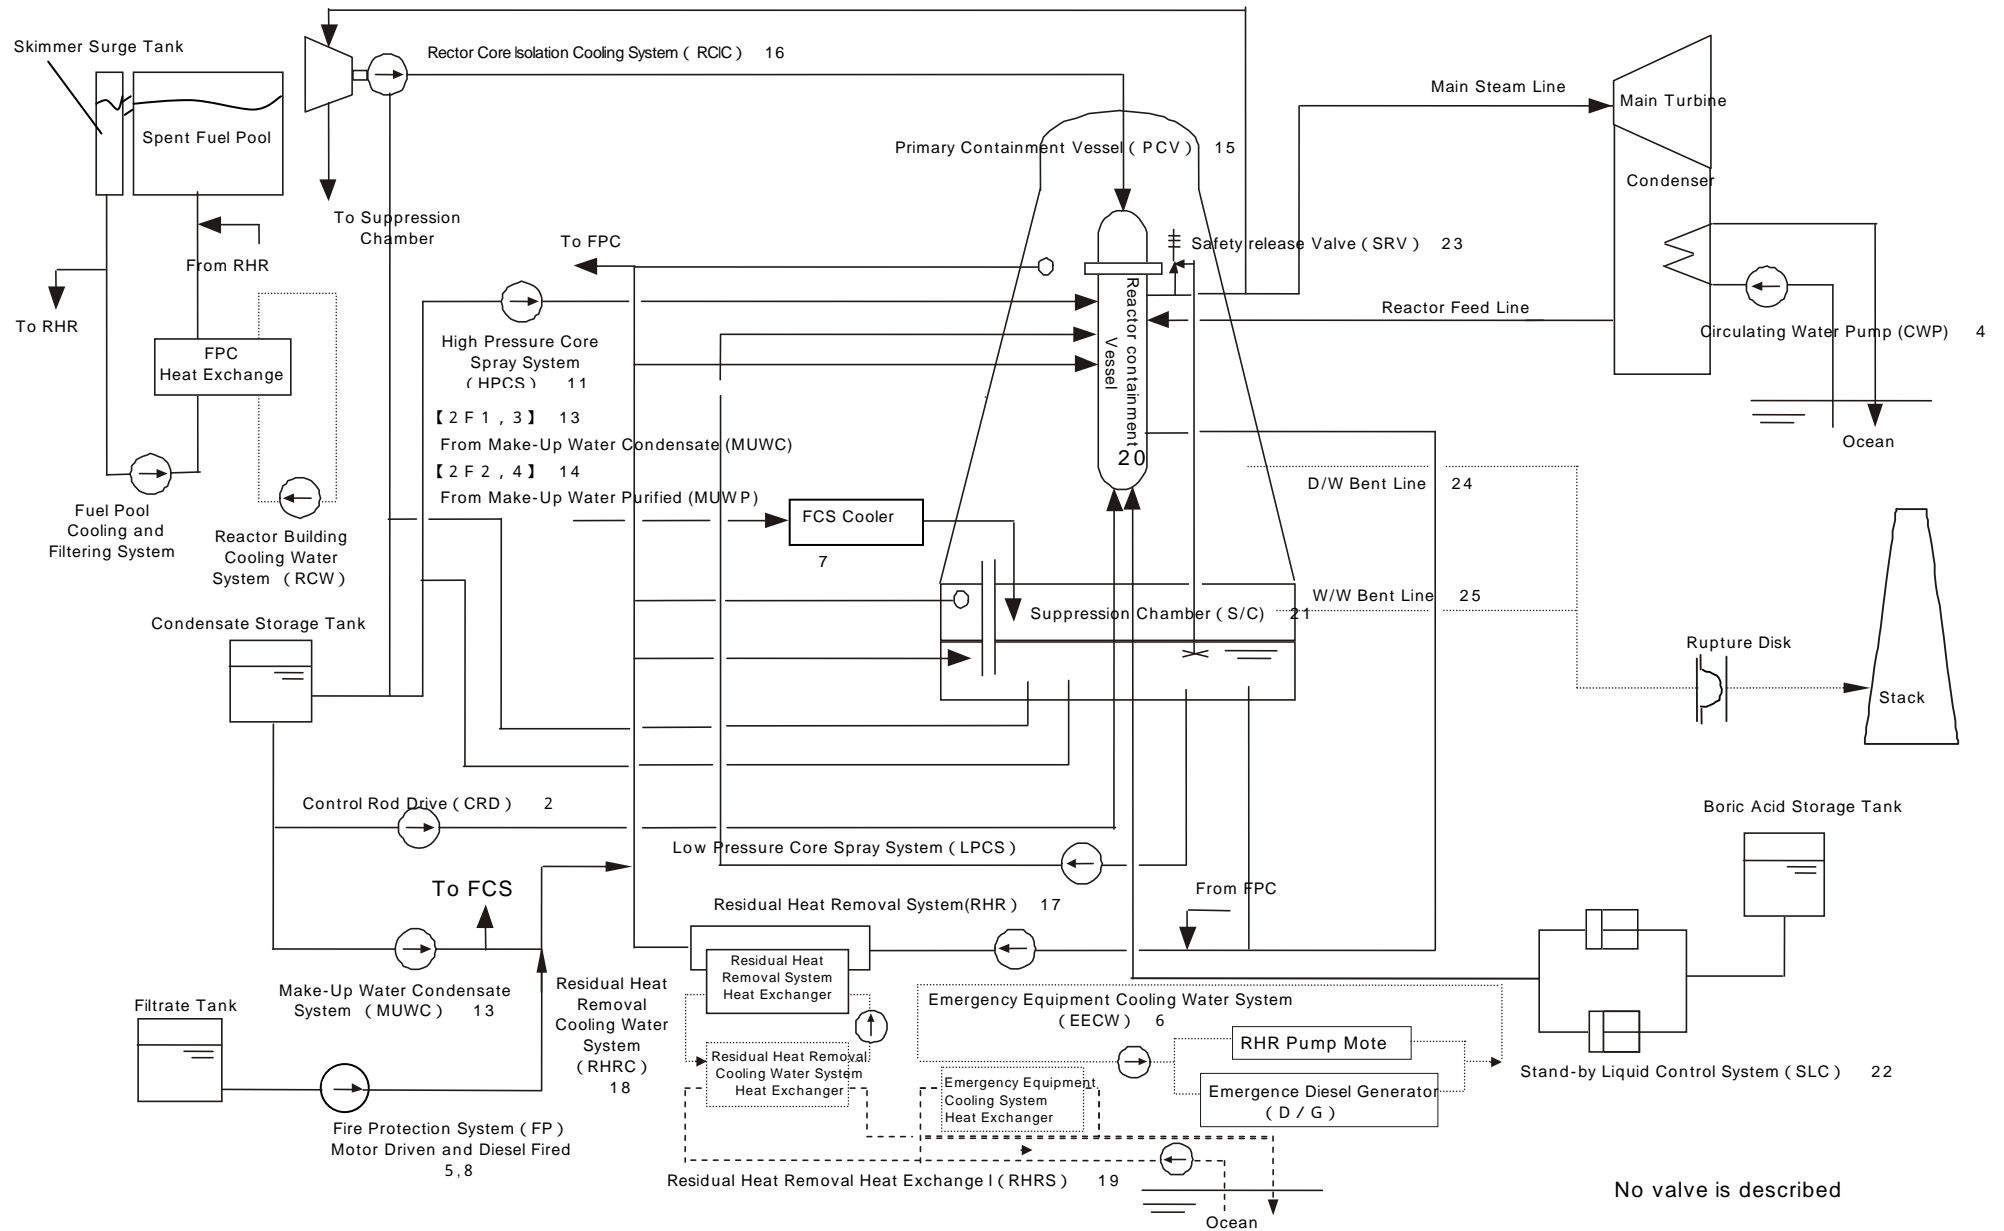 Skimmer Surge Tank
Spent Fuel Pool
Rector Core Isolation Cooling System ( RCIC ) 16
To Suppression
Chamber
From RHR
To RHR
FPC
Heat Exchange
Fuel Pool
Cooling and
Filtering System
Reactor Building
Cooling Water
System ( RCW )
To FPC
High Pressure Core
Spray System
( HPCS ) 11
【2F1,3】 13
From Make-Up Water Condensate (MUWC)
【2F2,4】 14
From Make-Up Water Purified (MUWP)
FCS Cooler
7
Primary Containment Vessel ( PCV ) 15
Reactor containment
Vessel
20
Safety release Valve ( SRV ) 23
Main Steam Line
Main Turbine
Condenser
Reactor Feed Line
Circulating Water Pump (CWP) 4
Ocean
D/W Bent Line 24
W/W Bent Line 25
Suppression Chamber ( S/C) 21
Rupture Disk
Stack
Condensate Storage Tank
Control Rod Drive ( CRD ) 2
Low Pressure Core Spray System ( LPCS )
To FCS
Residual Heat Removal System(RHR ) 17
From FPC
Boric Acid Storage Tank
Make-Up Water Condensate
System ( MUWC ) 13
Filtrate Tank
Fire Protection System ( FP )
Motor Driven and Diesel Fired
5,8
Residual Heat
Removal
Cooling Water
System
( RHRC )
18
Residual Heat
Removal System
Heat Exchanger
Residual Heat Removal
Cooling Water System
Heat Exchanger
Emergency Equipment Cooling Water System
( EECW ) 6
RHR Pump Mote
Emergence Diesel Generator
( D / G )
Emergency Equipment
Cooling System
Heat Exchanger
Stand-by Liquid Control System ( SLC ) 22
Residual Heat Removal Heat Exchange l ( RHRS ) 19
Ocean
No valve is described